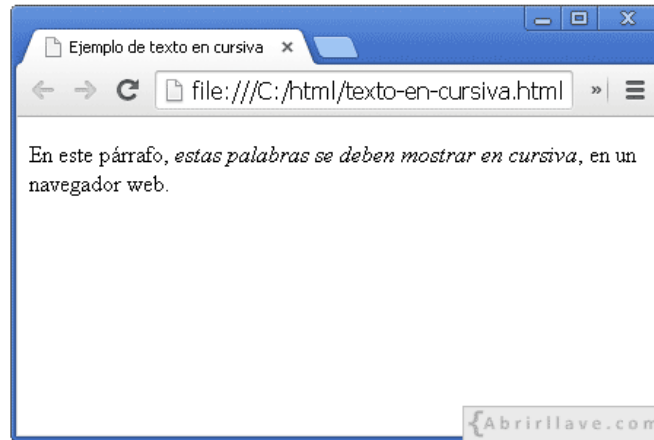 Ejemplo de texto en cursiva
file:///C:/html/texto-en-cursiva.html
En este párrafo, estas palabras se deben mostrar en cursiva, en un
navegador web.
{Abrirllave.com